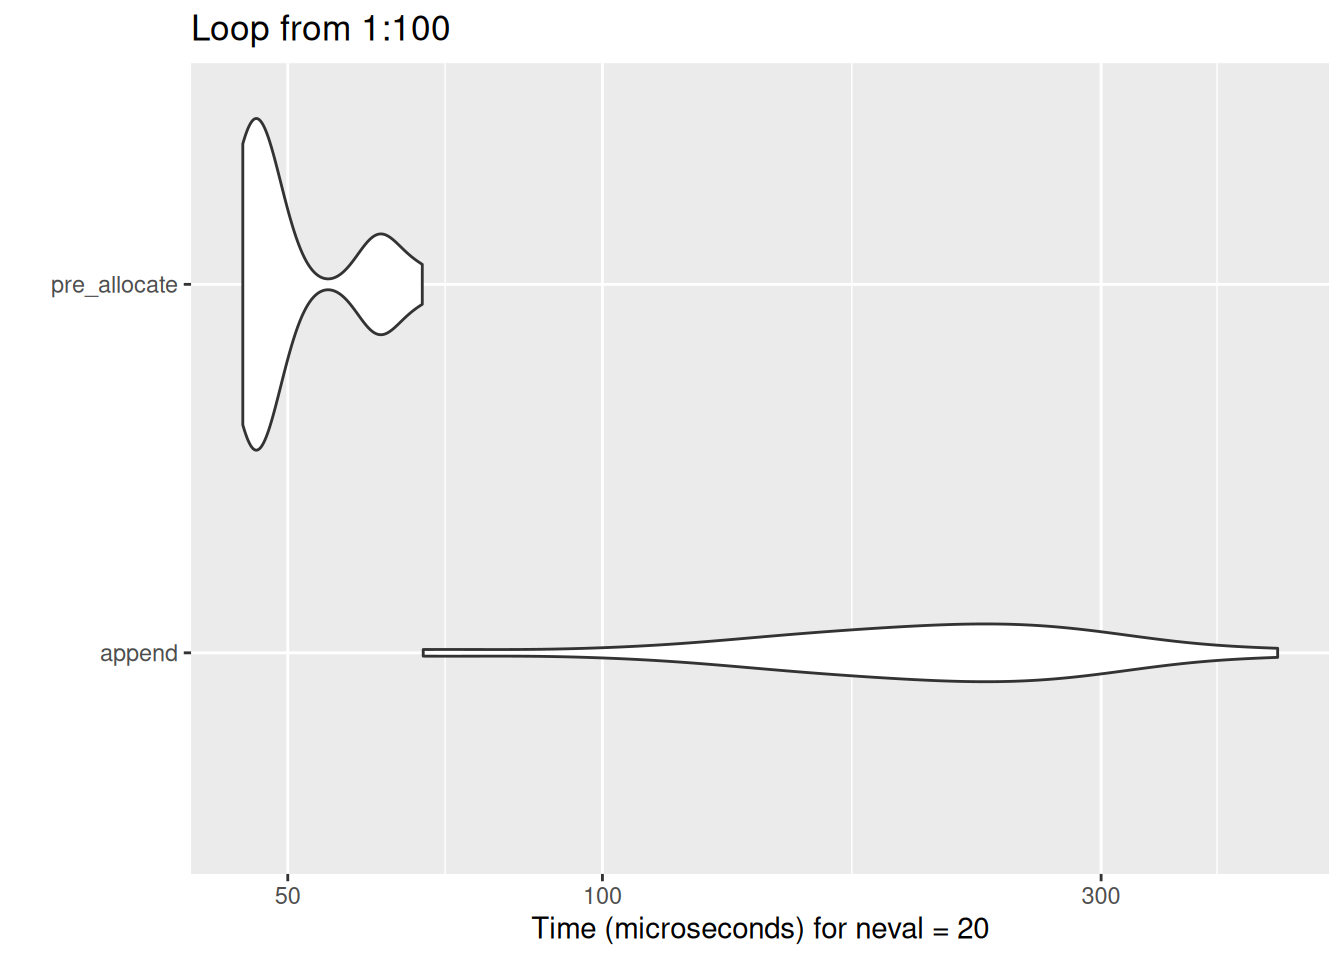 Loop from 1:100
pre_allocate
append
50 100 300
Time (microseconds) for neval = 20